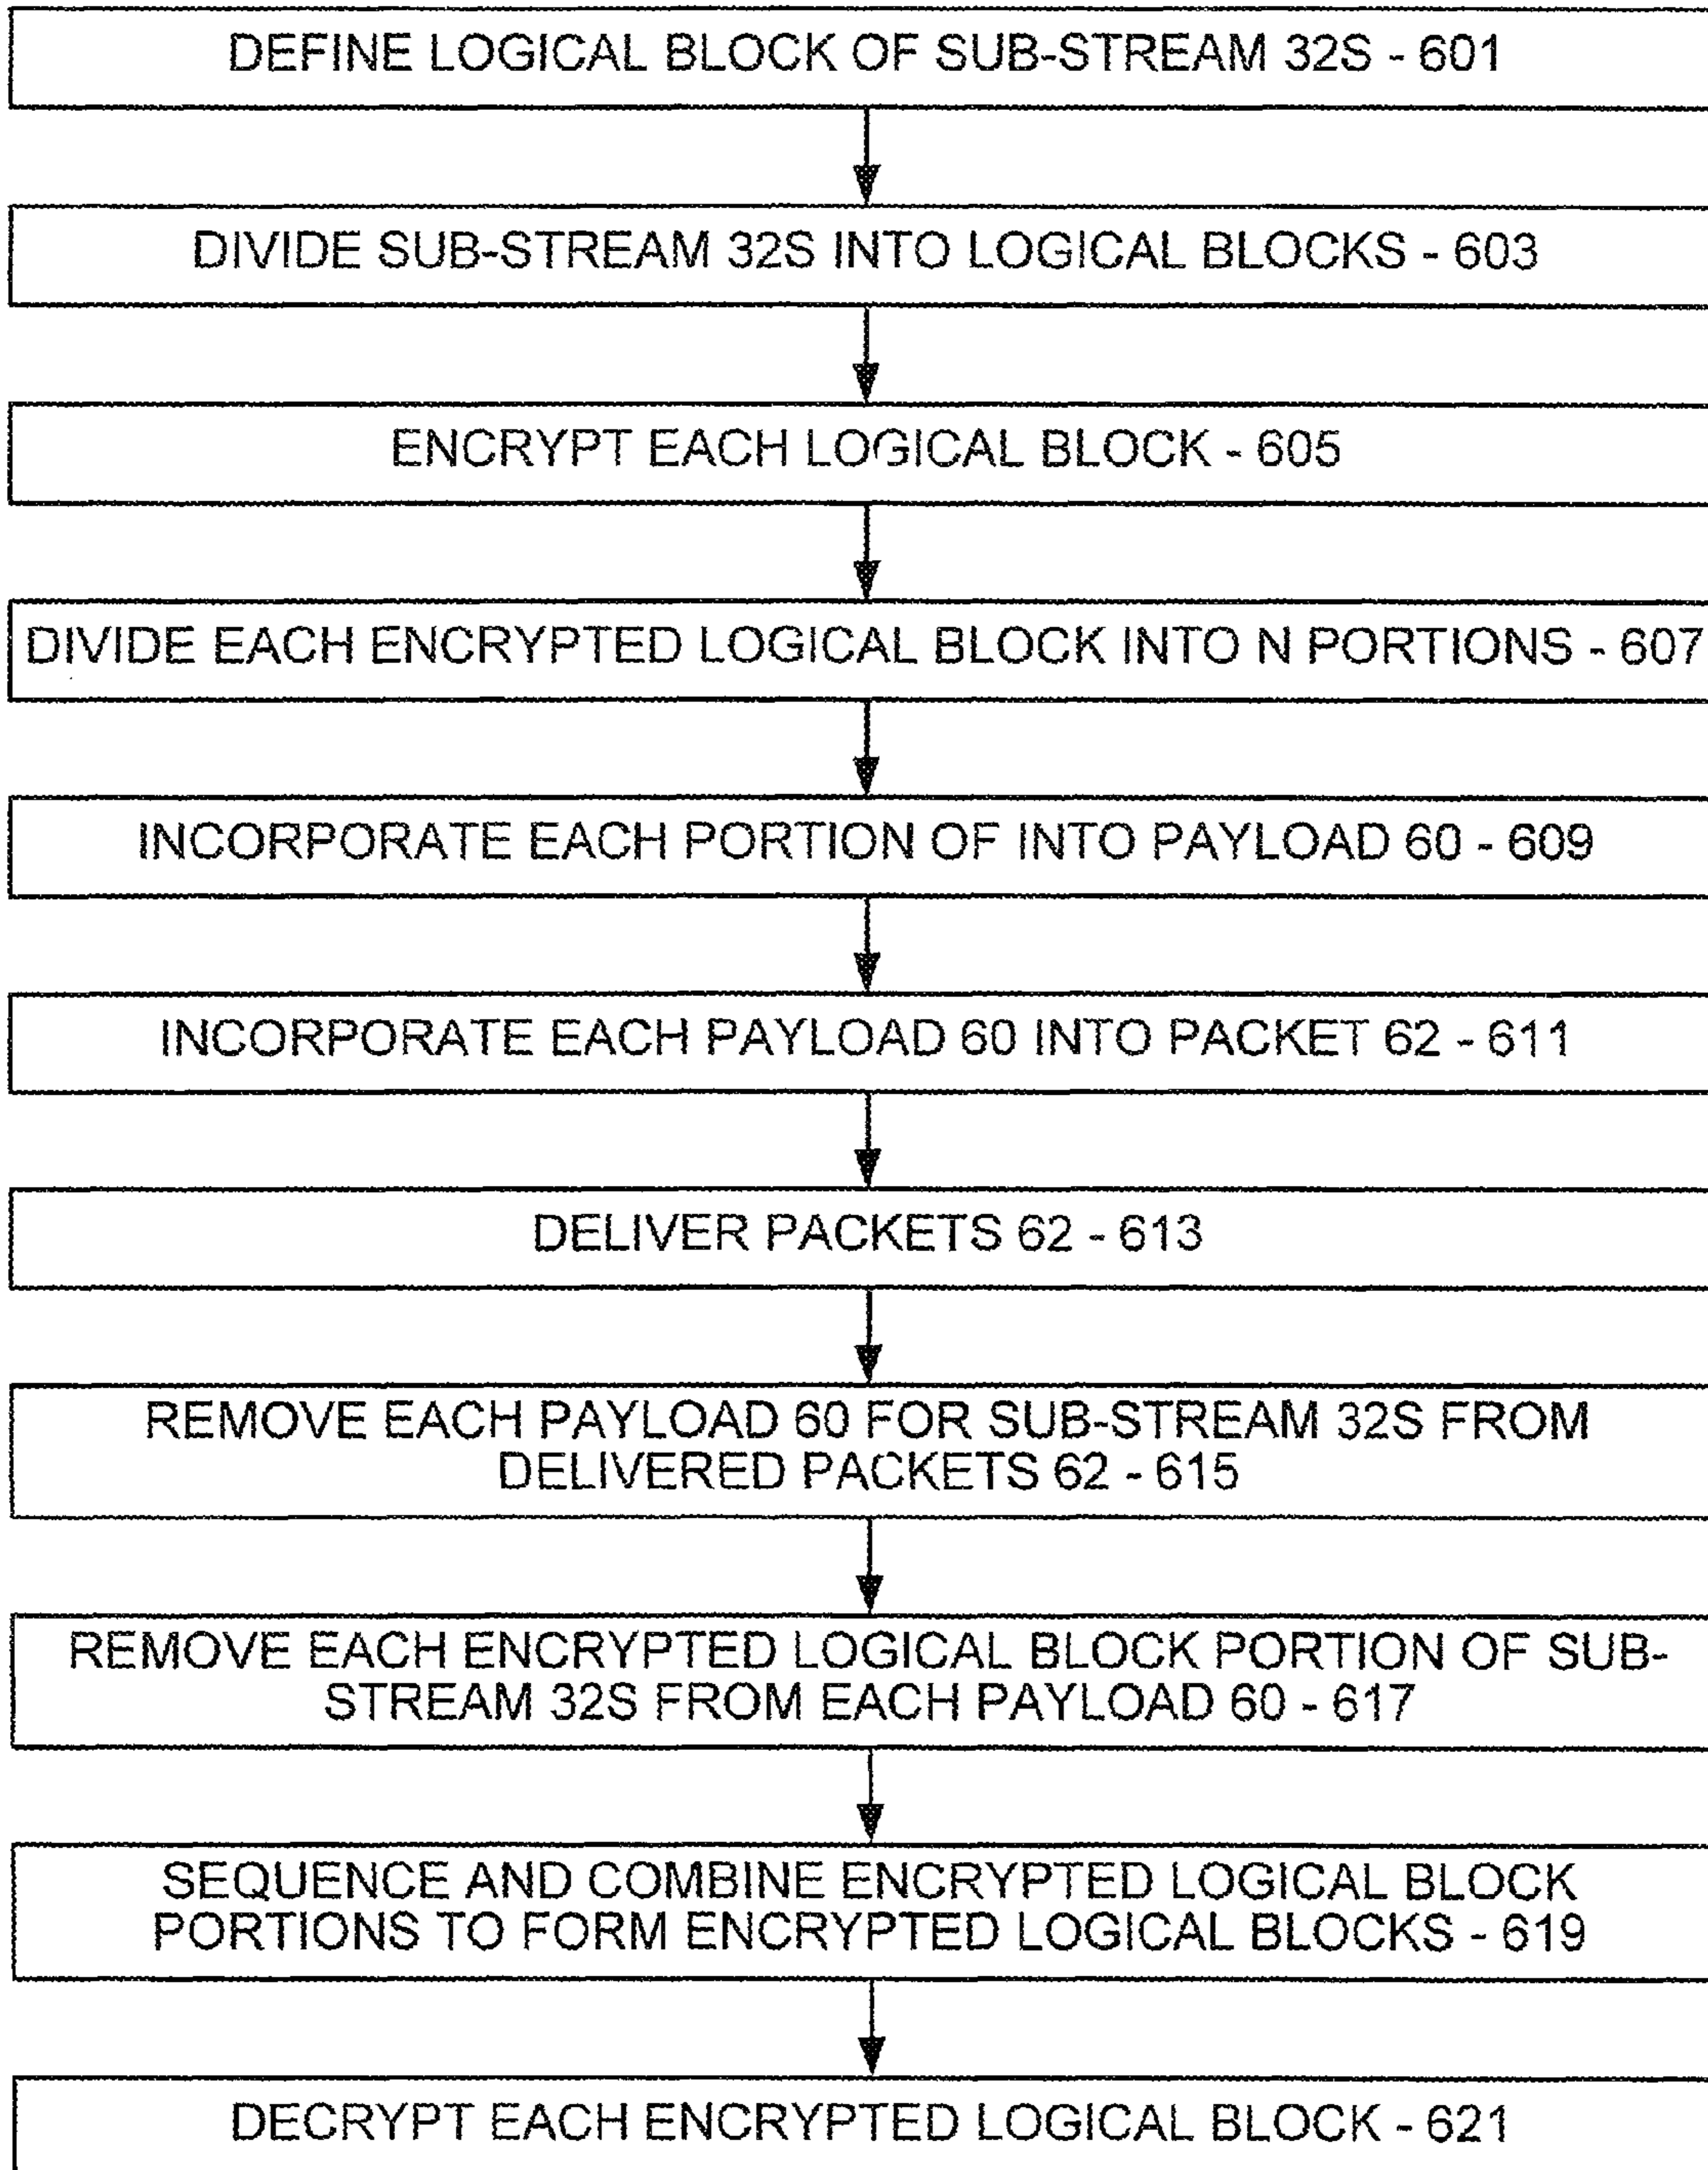 DEFINE LOGICAL BLOCK OF SUB-STREAM 32S - 601
DIVIDE SUB-STREAM 32S INTO LOGICAL BLOCKS - 603
ENCRYPT EACH LOGICAL BLOCK - 605
DIVIDE EACH ENCRYPTED LOGICAL BLOCK INTO N PORTIONS - 607
INCORPORATE EACH PORTION OF INTO PAYLOAD 60 - 609
INCORPORATE EACH PAYLOAD 60 INTO PACKET 62 - 611
DELIVER PACKETS 62 - 613
REMOVE EACH PAYLOAD 60 FOR SUB-STREAM 32S FROM
DELIVERED PACKETS 62 - 615
REMOVE EACH ENCRYPTED LOGICAL BLOCK PORTION OF SUB-
STREAM 32S FROM EACH PAYLOAD 60 - 617
SEQUENCE AND COMBINE ENCRYPTED LOGICAL BLOCK
PORTIONS TO FORM ENCRYPTED LOGICAL BLOCKS - 619
DECRYPT EACH ENCRYPTED LOGICAL BLOCK - 621